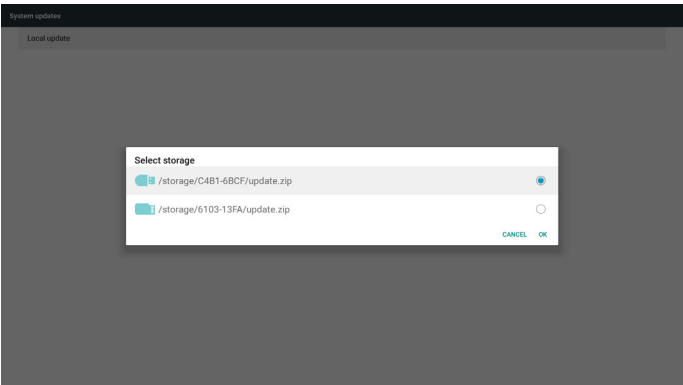 System updates
Local update
Select storage
/storage/C4B1-6BCF/update.zip
/storage/6103-13FA/update.zip
CANCEL OK